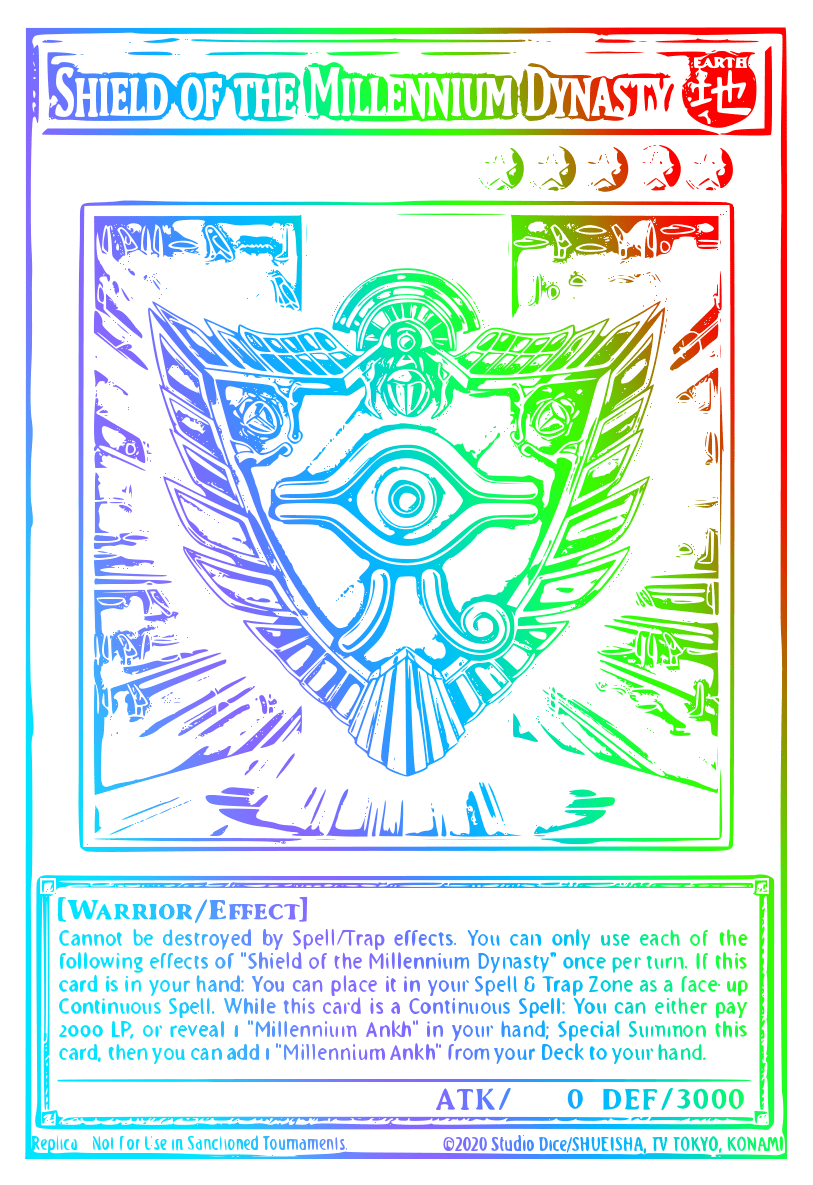 SHIELD OF THE MILLENNIUM DYNASTY
EARTH
地
[WARRIOR/EFFECT]
Cannot be destroyed by Spell/Trap effects. You can only use each of the
following effects of "Shield of the Millennium Dynasty" once per turn. If this
card is in your hand: You can place it in your Spell & Trap Zone as a face-up
Continuous Spell. While this card is a Continuous Spell: You can either pay
2000 LP, or reveal 1 "Millennium Ankh" in your hand; Special Summon this
card, then you can add 1 "Millennium Ankh" from your Deck to your hand.
ATK/ 0 DEF/3000
Replica Not For Use in Sanctioned Tournaments. ©2020 Studio Dice/SHUEISHA, TV TOKYO, KONAMI